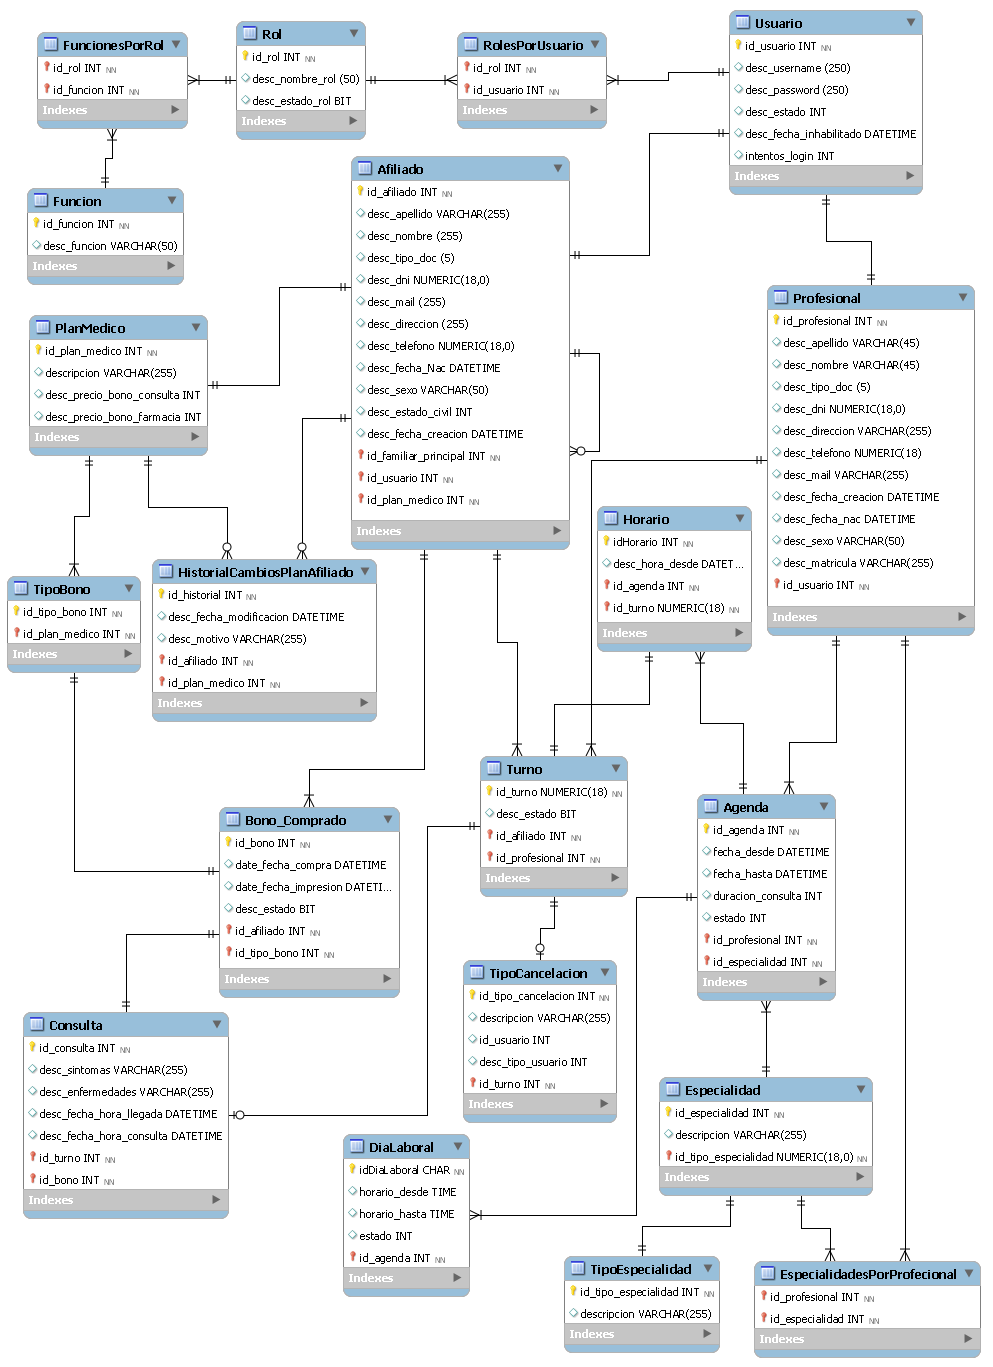 FuncionesPorRol
id_rol INT NN
id_funcion INT NN
Indexes
Rol
id_rol INT NN
desc_nombre_rol (50)
desc_estado_rol BIT
Indexes
RolesPorUsuario
id_rol INT NN
id_usuario INT NN
Indexes
Usuario
id_usuario INT NN
desc_username (250)
desc_password (250)
desc_estado INT
desc_fecha_inhabilitado DATETIME
intentos_login INT
Indexes
Funcion
id_funcion INT NN
desc_funcion VARCHAR(50)
Indexes
Afiliado
id_afiliado INT NN
desc_apellido VARCHAR(255)
desc_nombre (255)
desc_tipo_doc (5)
desc_dni NUMERIC(18,0)
desc_mail (255)
desc_direccion (255)
desc_telefono NUMERIC(18,0)
desc_fecha_Nac DATETIME
desc_sexo VARCHAR(50)
desc_estado_civil INT
desc_fecha_creacion DATETIME
id_familiar_principal INT NN
id_usuario INT NN
id_plan_medico INT NN
Indexes
Profesional
id_profesional INT NN
desc_apellido VARCHAR(45)
desc_nombre VARCHAR(45)
desc_tipo_doc (5)
desc_dni NUMERIC(18,0)
desc_direccion VARCHAR(255)
desc_telefono NUMERIC(18)
desc_mail VARCHAR(255)
desc_fecha_creacion DATETIME
desc_fecha_nac DATETIME
desc_sexo VARCHAR(50)
desc_matricula VARCHAR(255)
id_usuario INT NN
Indexes
PlanMedico
id_plan_medico INT NN
descripcion VARCHAR(255)
desc_precio_bono_consulta INT
desc_precio_bono_farmacia INT
Indexes
Horario
idHorario INT NN
desc_hora_desde DATET...
id_agenda INT NN
id_turno NUMERIC(18) NN
Indexes
TipoBono
id_tipo_bono INT NN
id_plan_medico INT NN
Indexes
HistorialCambiosPlanAfiliado
id_historial INT NN
desc_fecha_modificacion DATETIME
desc_motivo VARCHAR(255)
id_afiliado INT NN
id_plan_medico INT NN
Indexes
Turno
id_turno NUMERIC(18) NN
desc_estado BIT
id_afiliado INT NN
id_profesional INT NN
Indexes
Agenda
id_agenda INT NN
fecha_desde DATETIME
fecha_hasta DATETIME
duracion_consulta INT
estado INT
id_profesional INT NN
id_especialidad INT NN
Indexes
Bono_Comprado
id_bono INT NN
date_fecha_compra DATETIME
date_fecha_impresion DATETI...
desc_estado BIT
id_afiliado INT NN
id_tipo_bono INT NN
Indexes
TipoCancelacion
id_tipo_cancelacion INT NN
descripcion VARCHAR(255)
id_usuario INT
desc_tipo_usuario INT
id_turno INT NN
Indexes
Consulta
id_consulta INT NN
desc_sintomas VARCHAR(255)
desc_enfermedades VARCHAR(255)
desc_fecha_hora_llegada DATETIME
desc_fecha_hora_consulta DATETIME
id_turno INT NN
id_bono INT NN
Indexes
Especialidad
id_especialidad INT NN
descripcion VARCHAR(255)
id_tipo_especialidad NUMERIC(18,0) NN
Indexes
DiaLaboral
idDiaLaboral CHAR NN
horario_desde TIME
horario_hasta TIME
estado INT
id_agenda INT NN
Indexes
TipoEspecialidad
id_tipo_especialidad INT NN
descripcion VARCHAR(255)
Indexes
EspecialidadesPorProfecional
id_profesional INT NN
id_especialidad INT NN
Indexes